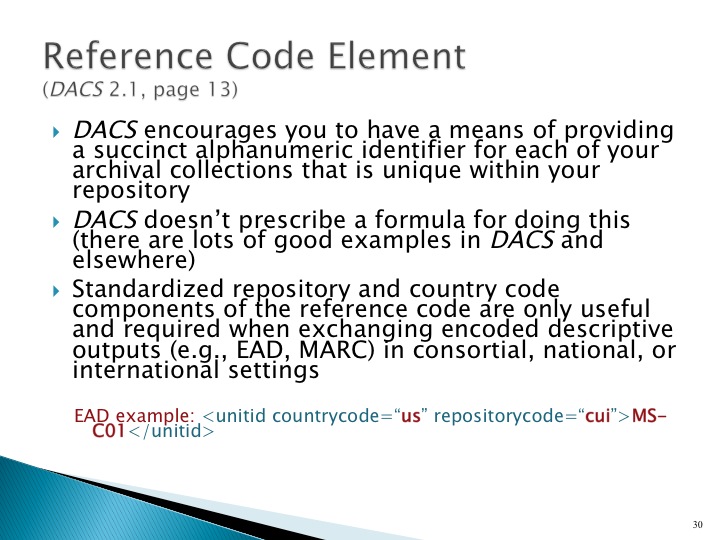 Reference Code Element
(DACS 2.1, page 13)
DACS encourages you to have a means of providing
a succinct alphanumeric identifier for each of your
archival collections that is unique within your
repository
DACS doesn’t prescribe a formula for doing this
(there are lots of good examples in DACS and
elsewhere)
Standardized repository and country code
components of the reference code are only useful
and required when exchanging encoded descriptive
outputs (e.g., EAD, MARC) in consortial, national, or
international settings
EAD example: <unitid countrycode=“us” repositorycode=“cui”>MS-
C01</unitid>
30